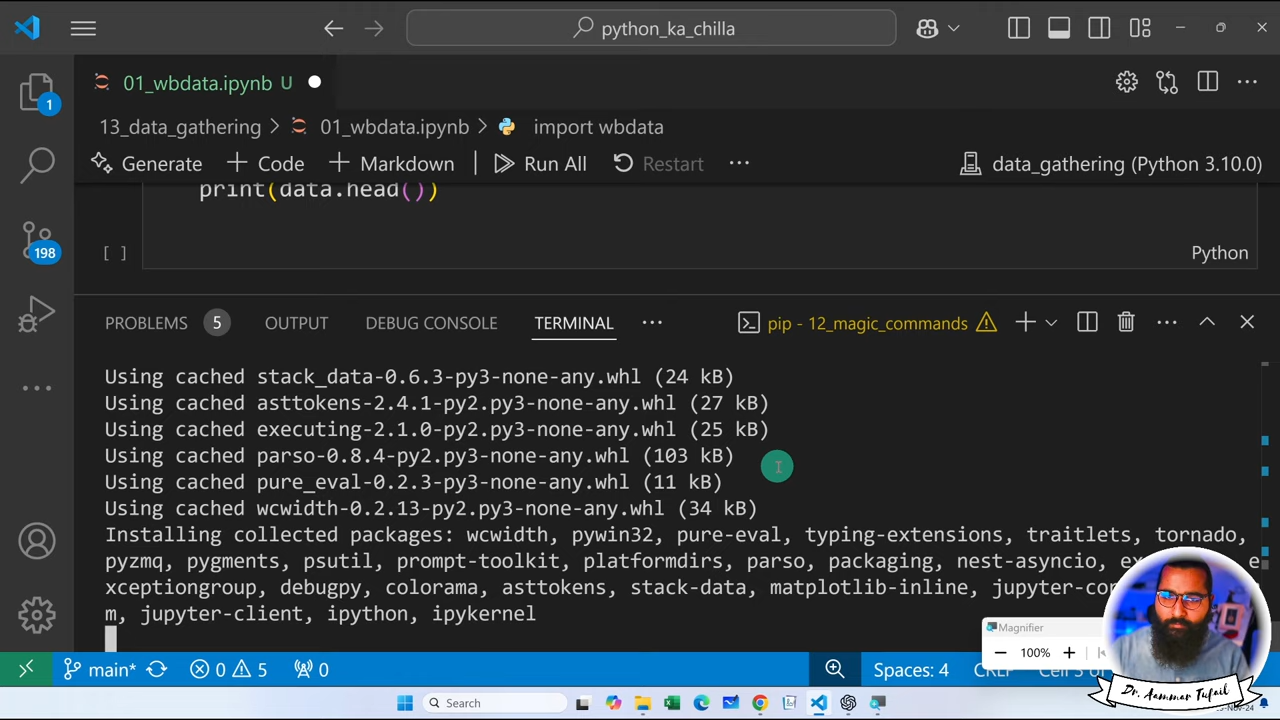 python_ka_chilla
01_wbdata.ipynb U
13_data_gathering > 01_wbdata.ipynb > import wbdata
Generate + Code + Markdown | Run All Restart ... data_gathering (Python 3.10.0)
print(data.head())
[ ] Python
PROBLEMS 5 OUTPUT DEBUG CONSOLE TERMINAL ... pip - 12_magic_commands
Using cached stack_data-0.6.3-py3-none-any.whl (24 kB)
Using cached asttokens-2.4.1-py2.py3-none-any.whl (27 kB)
Using cached executing-2.1.0-py2.py3-none-any.whl (25 kB)
Using cached parso-0.8.4-py2.py3-none-any.whl (103 kB)
Using cached pure_eval-0.2.3-py3-none-any.whl (11 kB)
Using cached wcwidth-0.2.13-py2.py3-none-any.whl (34 kB)
Installing collected packages: wcwidth, pywin32, pure-eval, typing-extensions, traitlets, tornado,
pyzmq, pygments, psutil, prompt-toolkit, platformdirs, parso, packaging, nest-asyncio, e
xceptiongroup, debugpy, colorama, asttokens, stack-data, matplotlib-inline,
m, jupyter-client, ipython, ipykernel
Magnifier
100%
1
198
main* 0 5 0 Spaces: 4
Search
Dr. Aammar Tufail